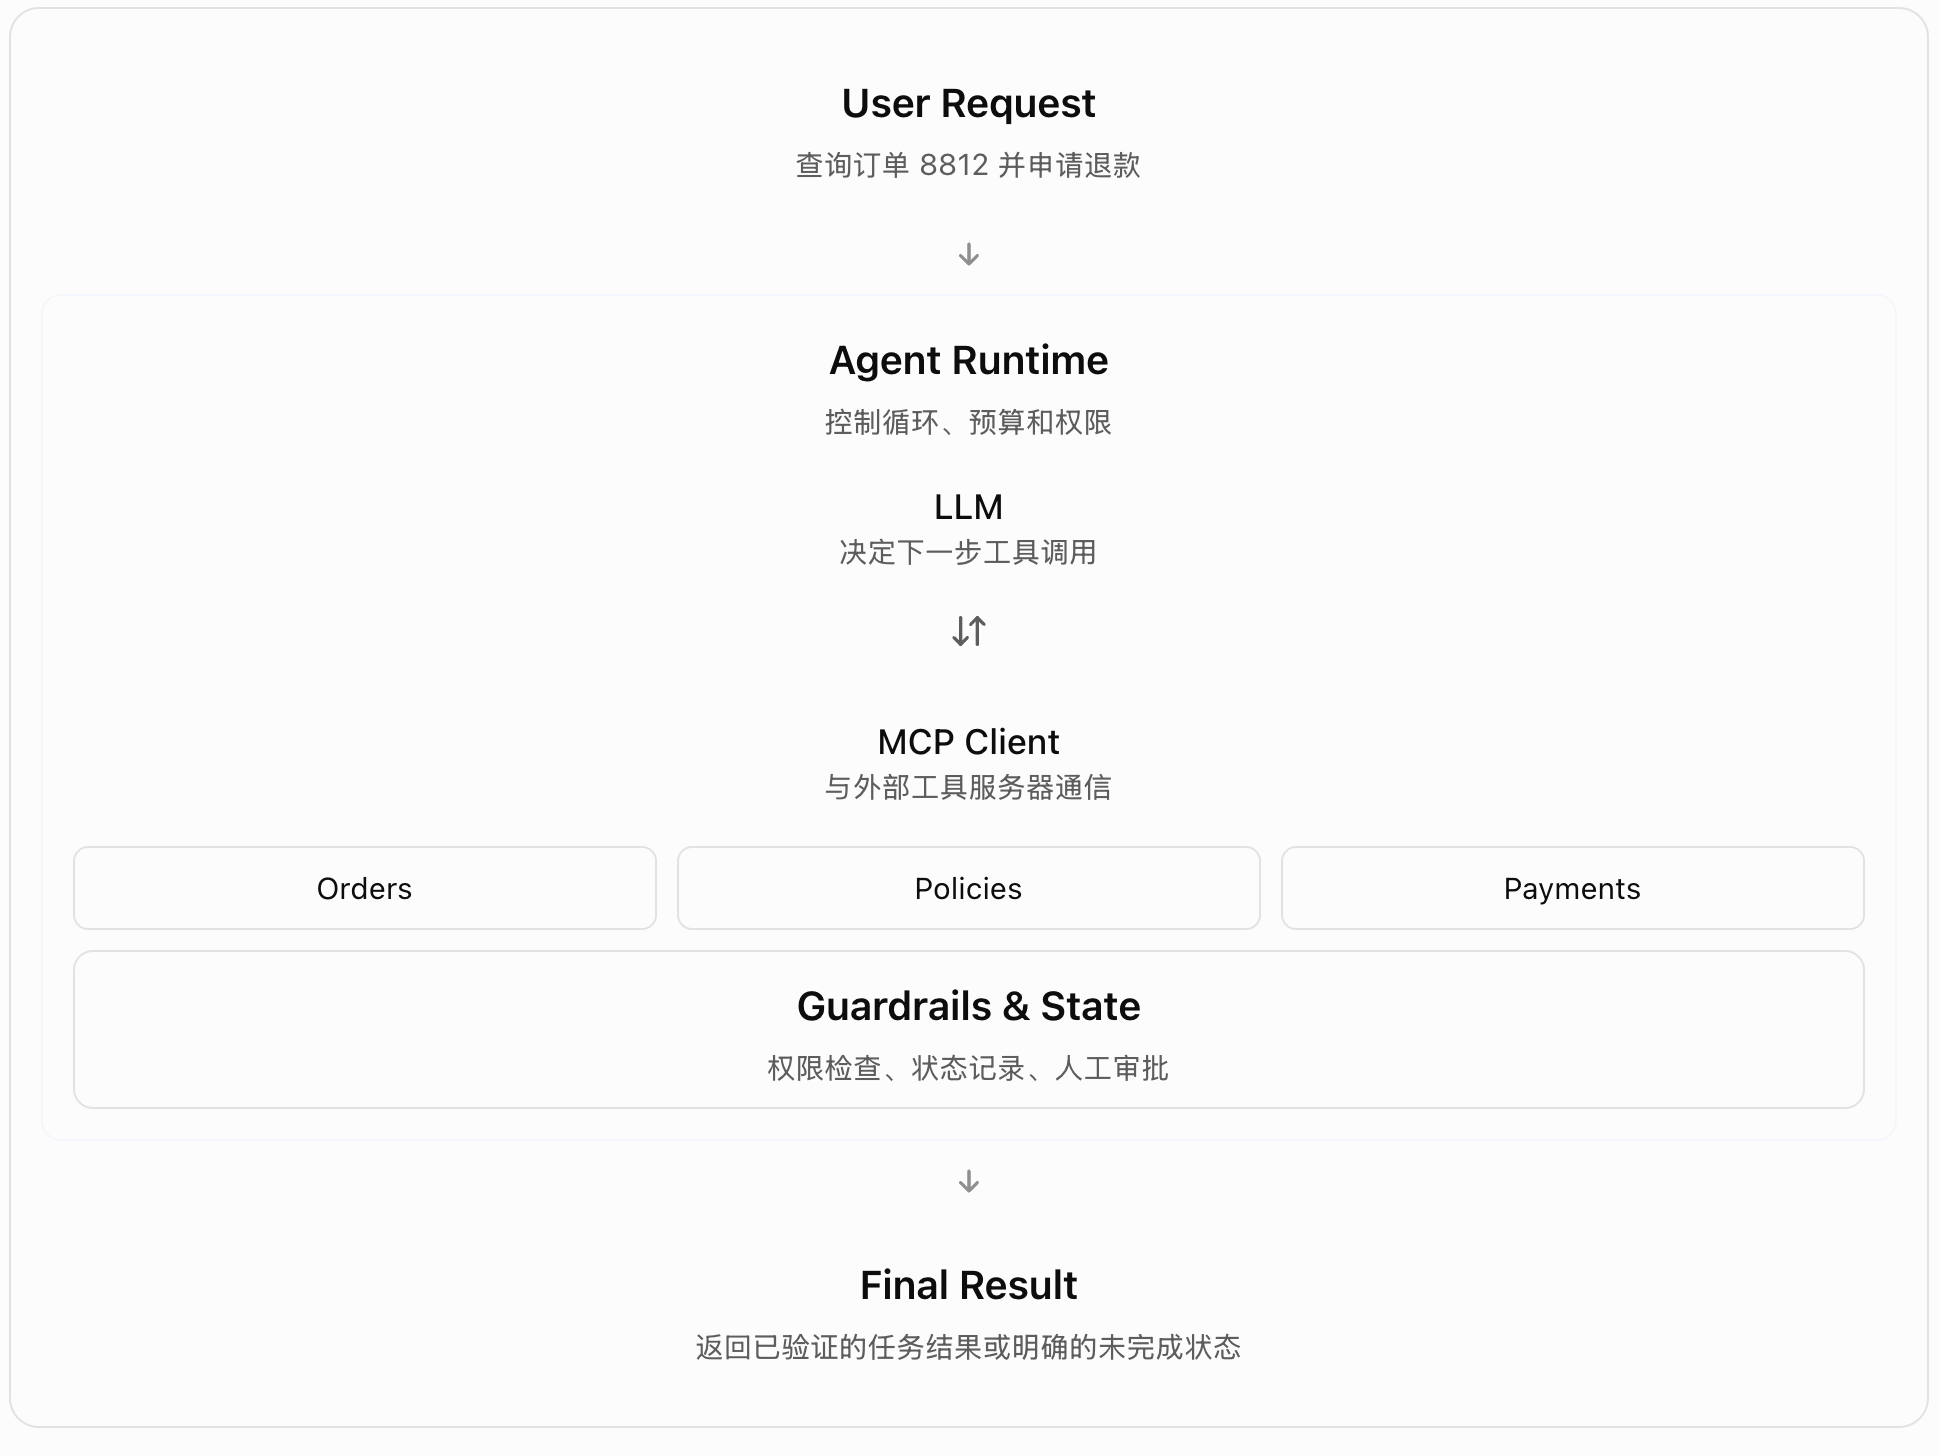 User Request
查询订单 8812 并申请退款
Agent Runtime
控制循环、预算和权限
LLM
决定下一步工具调用
MCP Client
与外部工具服务器通信
Orders
Policies
Payments
Guardrails & State
权限检查、状态记录、人工审批
Final Result
返回已验证的任务结果或明确的未完成状态